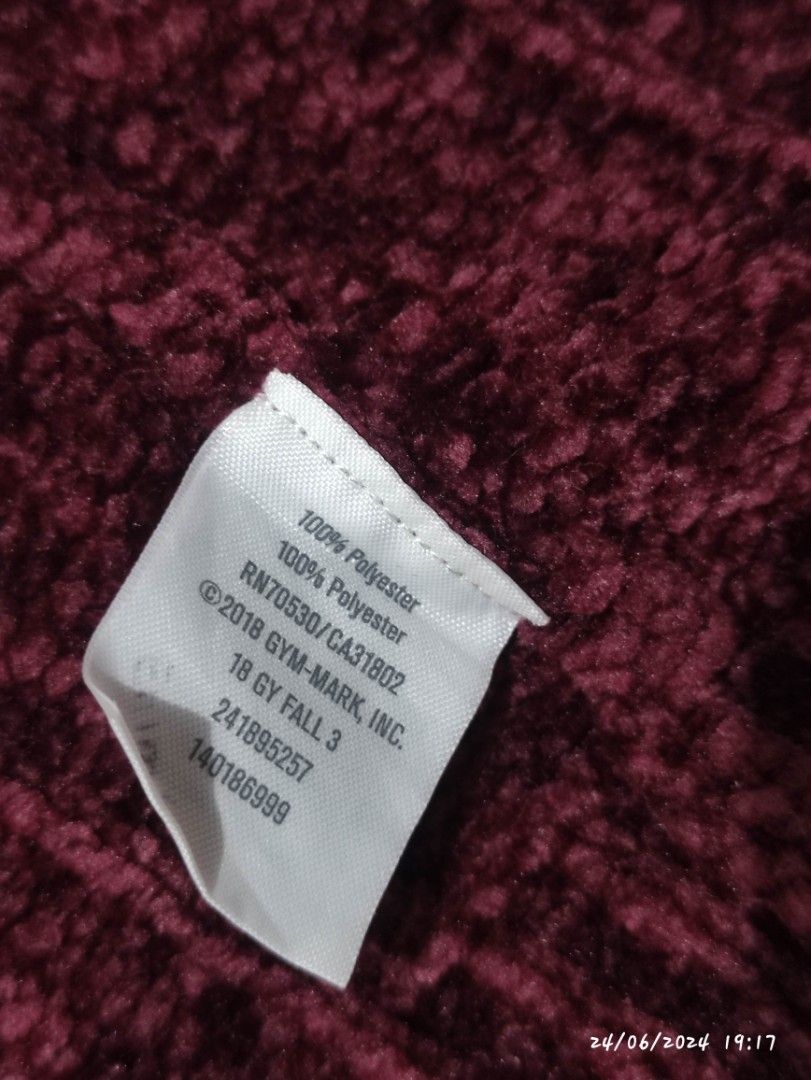 100% Polyester
100% Polyester
RN70530/CA31802
©2018 GYM-MARK, INC.
18 GY FALL 3
241895257
140186999
24/06/2024 19:17